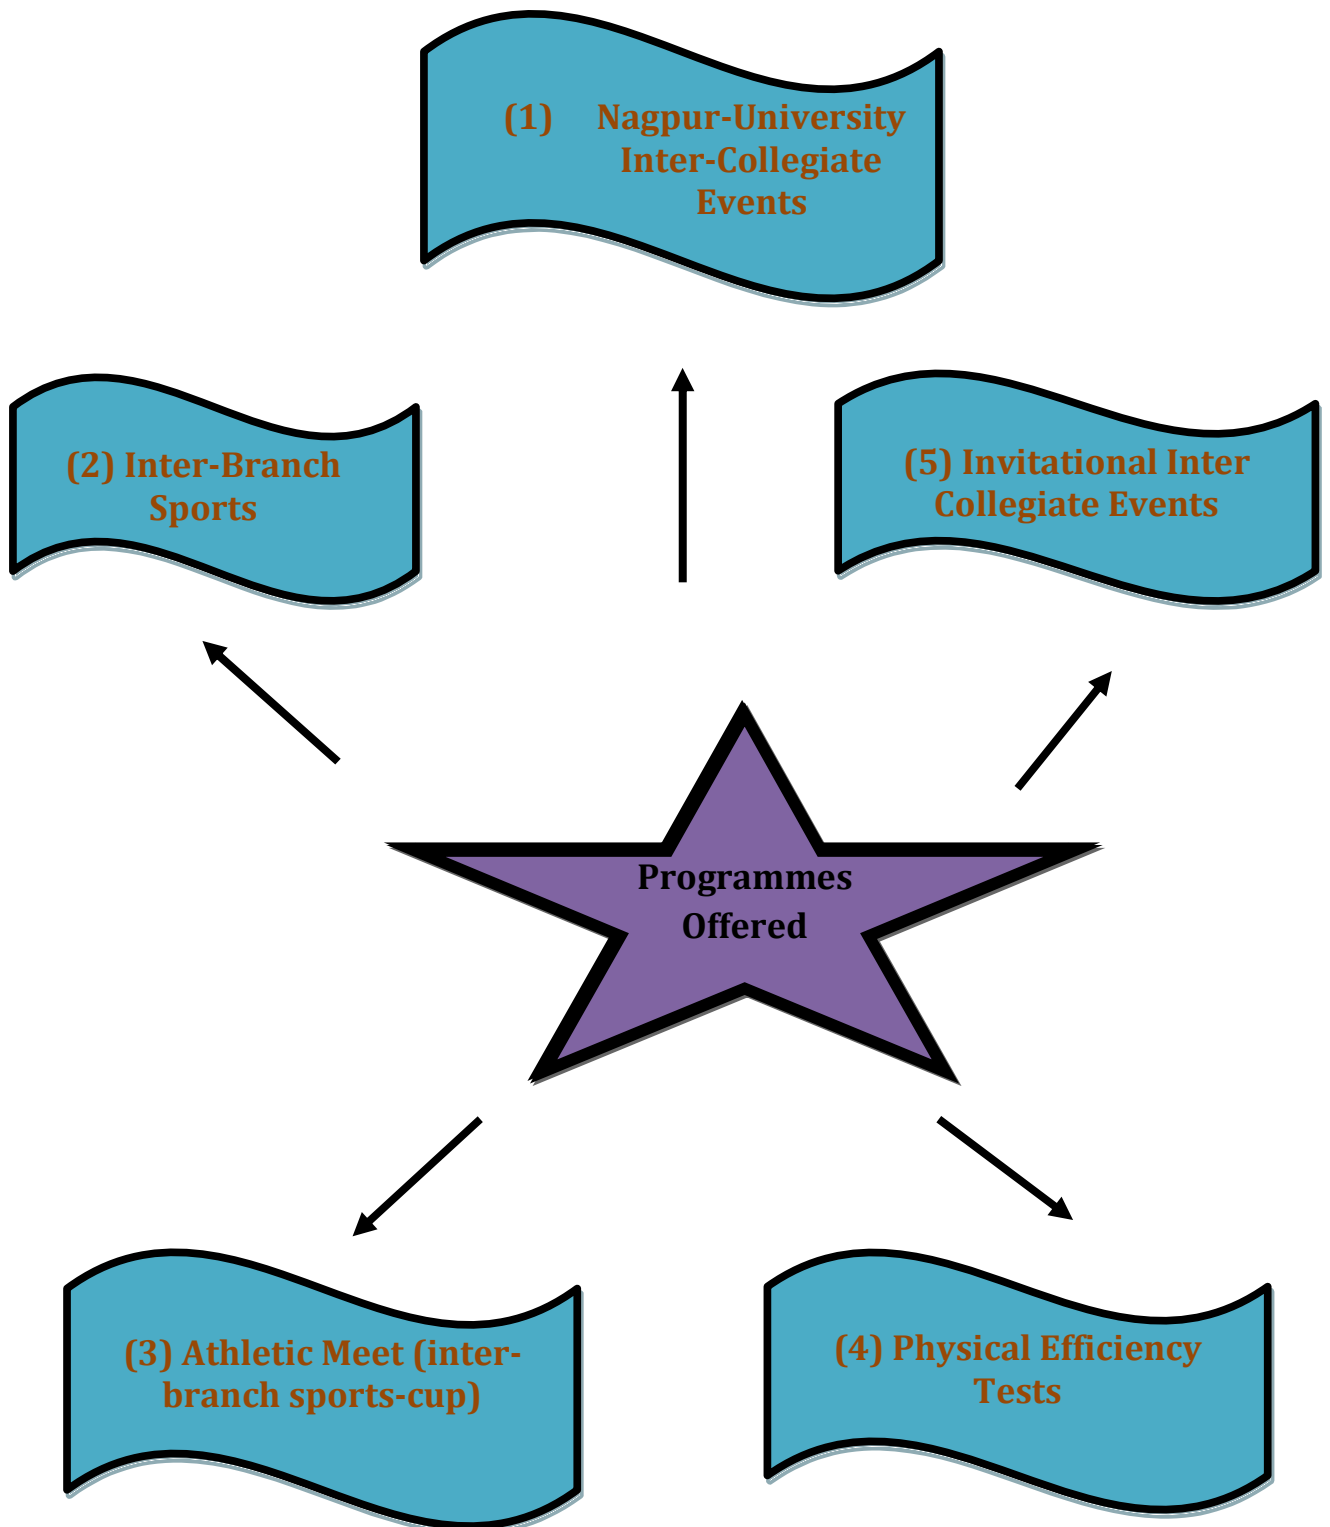 (1) Nagpur-University
Inter-Collegiate
Events
(2) Inter-Branch
Sports
(5) Invitational Inter
Collegiate Events
Programmes
Offered
(3) Athletic Meet (inter-
branch sports-cup)
(4) Physical Efficiency
Tests